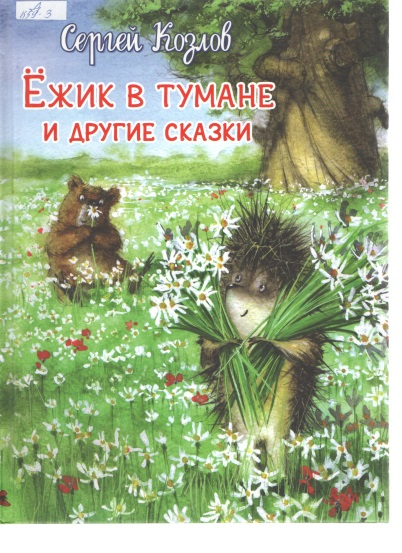 Сергей Козлов
Ёжик в тумане
и другие сказки